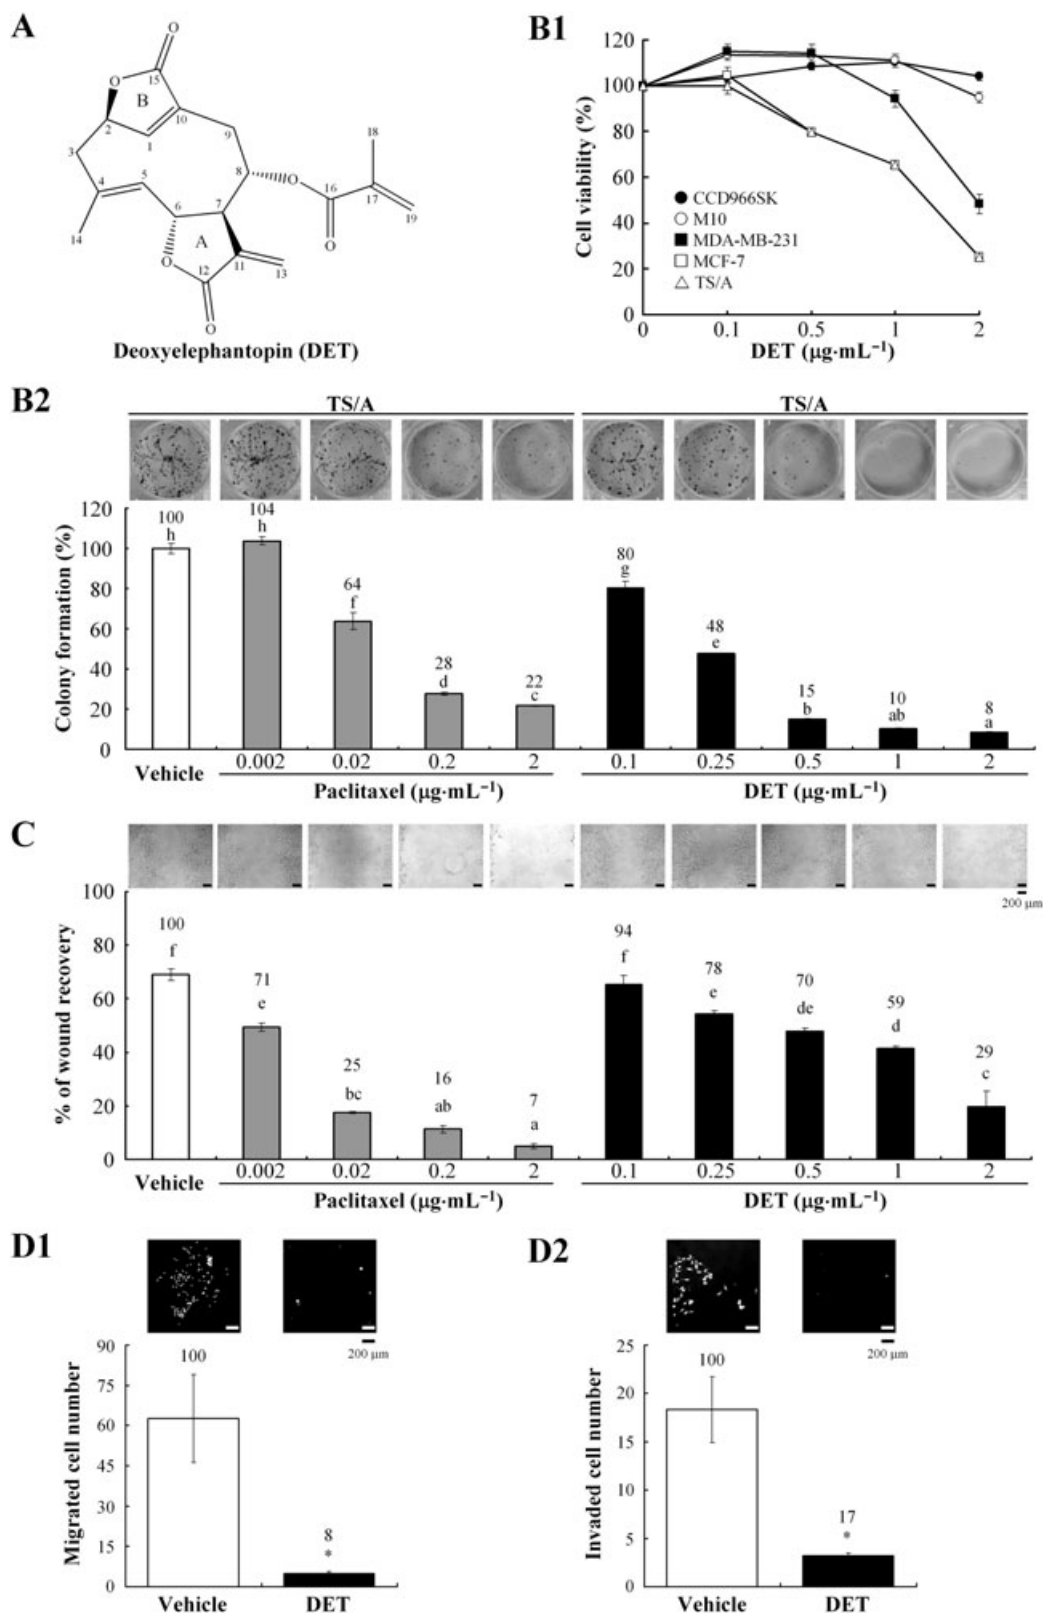 A
O
O
15
B
2
10
1
9
3
8
18
4
5
O
16
17
6
7
19
14
A
O
O
12
11
13
O
Deoxyelephantopin (DET)
B1
Cell viability (%)
120
100
80
60
40
20
0
CCD966SK
M10
MDA-MB-231
MCF-7
TS/A
0 0.1 0.5 1 2
DET (μg·mL⁻¹)
B2
TS/A TS/A
Colony formation (%)
120
100
80
60
40
20
0
100 104 64 28 22 80 48 15 10 8
h h f d c g e b ab a
Vehicle 0.002 0.02 0.2 2 0.1 0.25 0.5 1 2
Paclitaxel (μg·mL⁻¹) DET (μg·mL⁻¹)
C
200 μm
% of wound recovery
100
80
60
40
20
0
100 71 25 16 7 94 78 70 59 29
f e bc ab a f e de d c
Vehicle 0.002 0.02 0.2 2 0.1 0.25 0.5 1 2
Paclitaxel (μg·mL⁻¹) DET (μg·mL⁻¹)
D1
200 μm
Migrated cell number
90
75
60
45
30
15
0
100 8
*
Vehicle DET
D2
200 μm
Invaded cell number
25
20
15
10
5
0
100 17
*
Vehicle DET